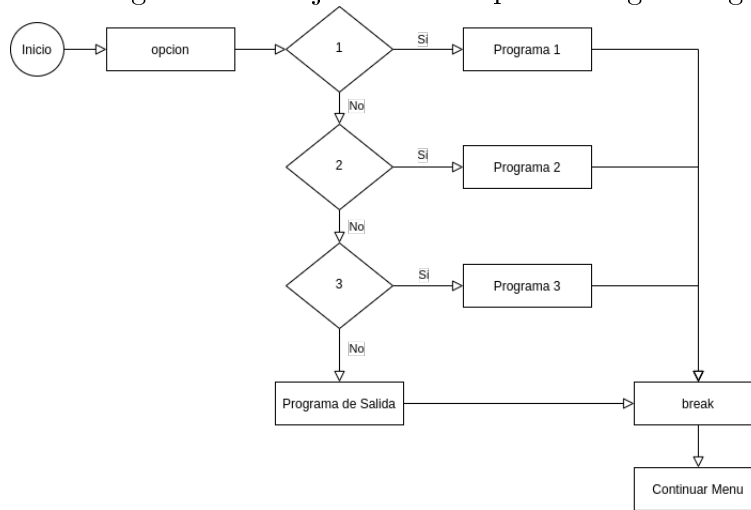 Inicio
opcion
1
Si
Programa 1
No
2
Si
Programa 2
No
3
Si
Programa 3
No
Programa de Salida
break
Continuar Menu